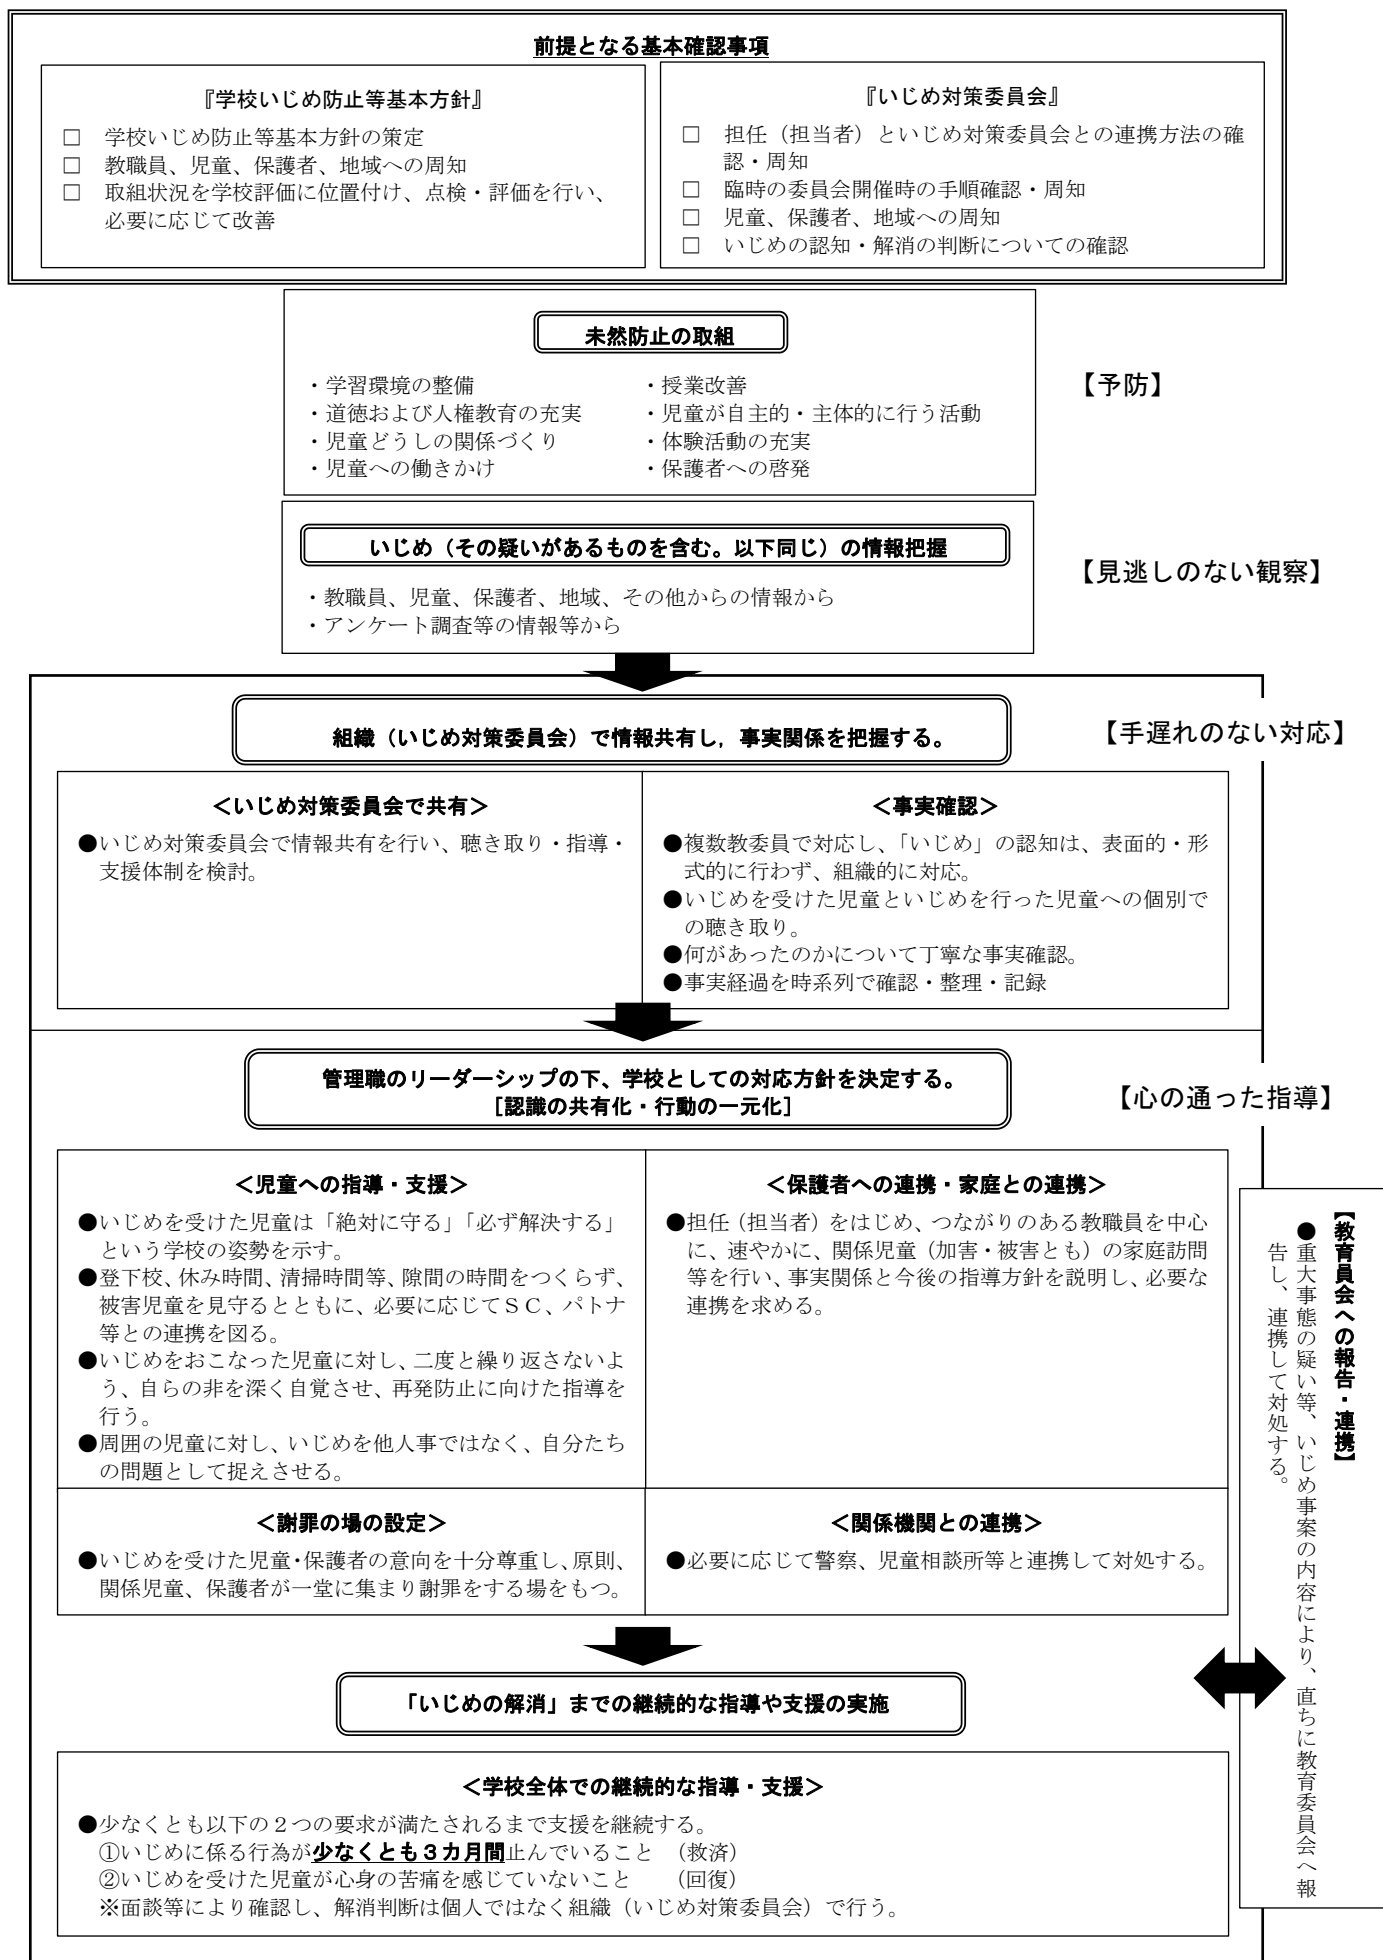 前提となる基本確認事項
『学校いじめ防止等基本方針』
□ 学校いじめ防止等基本方針の策定
□ 教職員、児童、保護者、地域への周知
□ 取組状況を学校評価に位置付け、点検・評価を行い、
必要に応じて改善
『いじめ対策委員会』
□ 担任（担当者）といじめ対策委員会との連携方法の確
認・周知
□ 臨時の委員会開催時の手順確認・周知
□ 児童、保護者、地域への周知
□ いじめの認知・解消の判断についての確認
未然防止の取組
・学習環境の整備
・道徳および人権教育の充実
・児童どうしの関係づくり
・児童への働きかけ
・授業改善
・児童が自主的・主体的に行う活動
・体験活動の充実
・保護者への啓発
【予防】
いじめ（その疑いがあるものを含む。以下同じ）の情報把握
・教職員、児童、保護者、地域、その他からの情報から
・アンケート調査等の情報等から
【見逃しのない観察】
組織（いじめ対策委員会）で情報共有し，事実関係を把握する。
【手遅れのない対応】
＜いじめ対策委員会で共有＞
●いじめ対策委員会で情報共有を行い、聴き取り・指導・
支援体制を検討。
＜事実確認＞
●複数教委員で対応し、「いじめ」の認知は、表面的・形
式的に行わず、組織的に対応。
●いじめを受けた児童といじめを行った児童への個別で
の聴き取り。
●何があったのかについて丁寧な事実確認。
●事実経過を時系列で確認・整理・記録
管理職のリーダーシップの下、学校としての対応方針を決定する。
［認識の共有化・行動の一元化］
【心の通った指導】
＜児童への指導・支援＞
●いじめを受けた児童は「絶対に守る」「必ず解決する」
という学校の姿勢を示す。
●登下校、休み時間、清掃時間等、隙間の時間をつくらず、
被害児童を見守るとともに、必要に応じてＳＣ、パトナ
等との連携を図る。
●いじめをおこなった児童に対し、二度と繰り返さないよ
う、自らの非を深く自覚させ、再発防止に向けた指導を
行う。
●周囲の児童に対し、いじめを他人事ではなく、自分たち
の問題として捉えさせる。
＜保護者への連携・家庭との連携＞
●担任（担当者）をはじめ、つながりのある教職員を中心
に、速やかに、関係児童（加害・被害とも）の家庭訪問
等を行い、事実関係と今後の指導方針を説明し、必要な
連携を求める。
＜謝罪の場の設定＞
●いじめを受けた児童・保護者の意向を十分尊重し、原則、
関係児童、保護者が一堂に集まり謝罪をする場をもつ。
＜関係機関との連携＞
●必要に応じて警察、児童相談所等と連携して対処する。
【教育員会への報告・連携】
●重大事態の疑い等、いじめ事案の内容により、直ちに教育委員会へ報
告し、連携して対処する。
「いじめの解消」までの継続的な指導や支援の実施
＜学校全体での継続的な指導・支援＞
●少なくとも以下の２つの要求が満たされるまで支援を継続する。
①いじめに係る行為が少なくとも３カ月間止んでいること （救済）
②いじめを受けた児童が心身の苦痛を感じていないこと （回復）
※面談等により確認し、解消判断は個人ではなく組織（いじめ対策委員会）で行う。